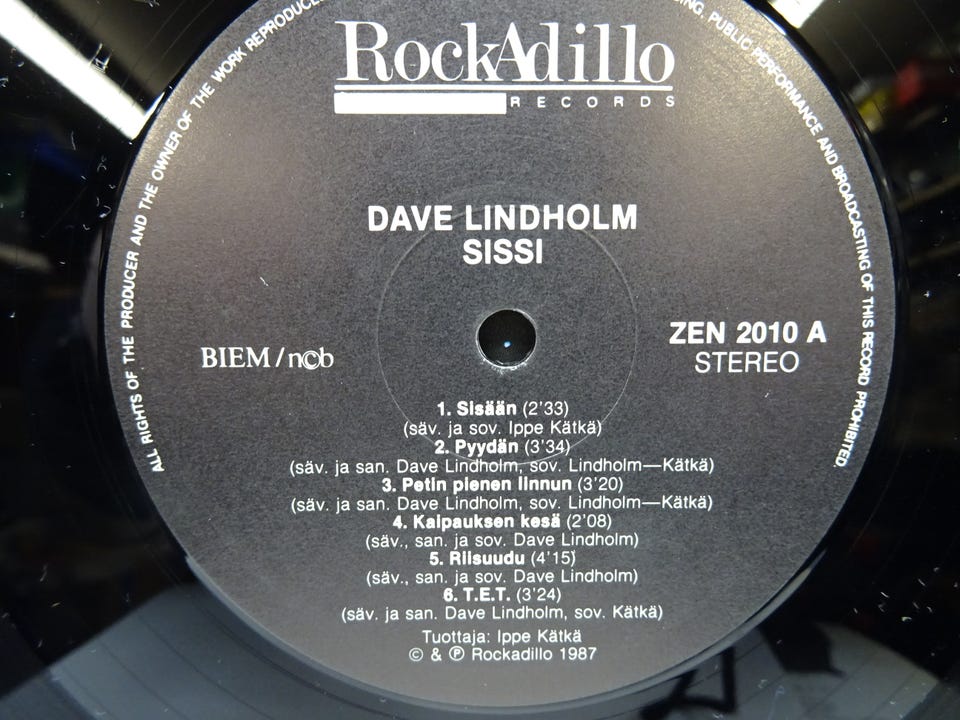 RockAdillo
RECORDS
DAVE LINDHOLM
SISSI
BIEM/ncb
ZEN 2010 A
STEREO
1. Sisään (2'33)
(säv. ja sov. Ippe Kätkä)
2. Pyydän (3'34)
(säv. ja san. Dave Lindholm, sov. Lindholm—Kätkä)
3. Petin pienen linnun (3'20)
(säv. ja san. Dave Lindholm, sov. Lindholm—Kätkä)
4. Kaipauksen kesä (2'08)
(säv., san. ja sov. Dave Lindholm)
5. Riisuudu (4'15)
(säv., san. ja sov. Dave Lindholm)
6. T.E.T. (3'24)
(säv. ja san. Dave Lindholm, sov. Kätkä)
Tuottaja: Ippe Kätkä
© & ℗ Rockadillo 1987
ALL RIGHTS OF THE PRODUCER AND THE OWNER OF THE WORK REPRODUCED
PUBLIC PERFORMANCE AND BROADCASTING OF THIS RECORD PROHIBITED.